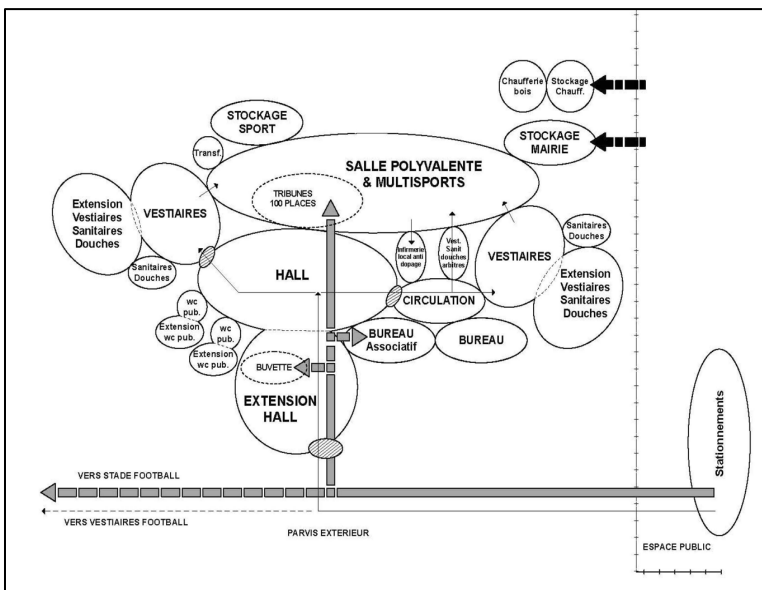 Chaufferie
bois
Stockage
Chauff.
STOCKAGE
SPORT
STOCKAGE
MAIRIE
Transf.
SALLE POLYVALENTE
& MULTISPORTS
TRIBUNES
100 PLACES
Extension
Vestiaires
Sanitaires
Douches
VESTIAIRES
Sanitaires
Douches
HALL
Infirmerie
local anti
dopage
Vest.
Sanit
douches
arbitres
VESTIAIRES
Sanitaires
Douches
Extension
Vestiaires
Sanitaires
Douches
CIRCULATION
wc
pub.
Extension
wc pub.
wc
pub.
Extension
wc pub.
BUREAU
Associatif
BUREAU
BUVETTE
EXTENSION
HALL
Stationnements
VERS STADE FOOTBALL
VERS VESTIAIRES FOOTBALL
PARVIS EXTERIEUR
ESPACE PUBLIC